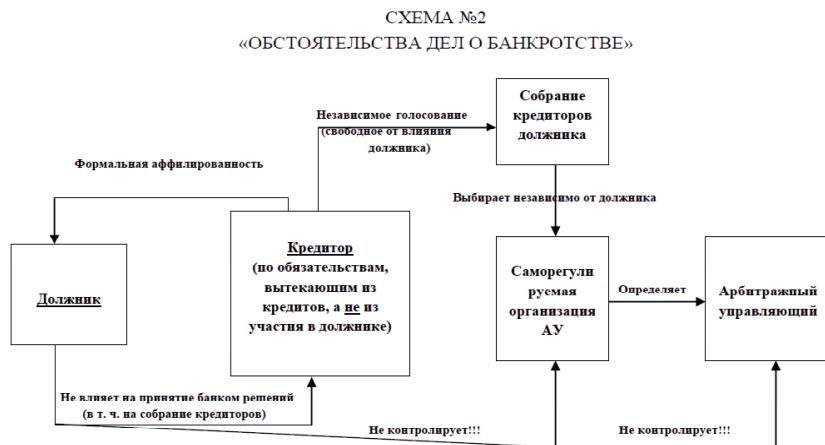 СХЕМА №2
«ОБСТОЯТЕЛЬСТВА ДЕЛ О БАНКРОТСТВЕ»
Собрание
кредиторов
должника
Независимое голосование
(свободное от влияния
должника)
Формальная аффилированность
Выбирает независимо от должника
Должник
Кредитор
(по обязательствам,
вытекающим из
кредитов, а не из
участия в должнике)
Саморегули
руемая
организация
АУ
Определяет
Арбитражный
управляющий
Не влияет на принятие банком решений
(в т. ч. на собрание кредиторов)
Не контролирует!!!
Не контролирует!!!